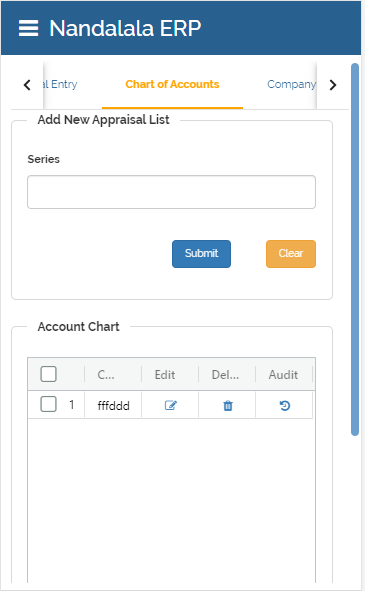 Nandalala ERP
al Entry Chart of Accounts Company
Add New Appraisal List
Series
Submit Clear
Account Chart
C... Edit Del... Audit
1 fffddd